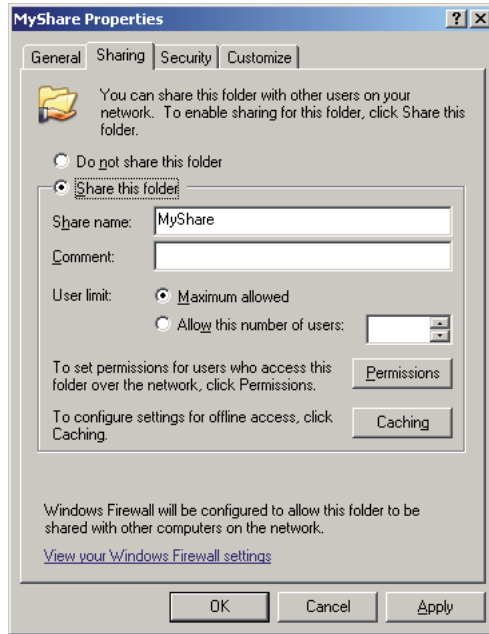 MyShare Properties
General Sharing Security Customize
You can share this folder with other users on your
network. To enable sharing for this folder, click Share this
folder.
Do not share this folder
Share this folder
Share name: MyShare
Comment:
User limit: Maximum allowed
Allow this number of users:
To set permissions for users who access this
folder over the network, click Permissions.
Permissions
To configure settings for offline access, click
Caching.
Caching
Windows Firewall will be configured to allow this folder to be
shared with other computers on the network.
View your Windows Firewall settings
OK Cancel Apply